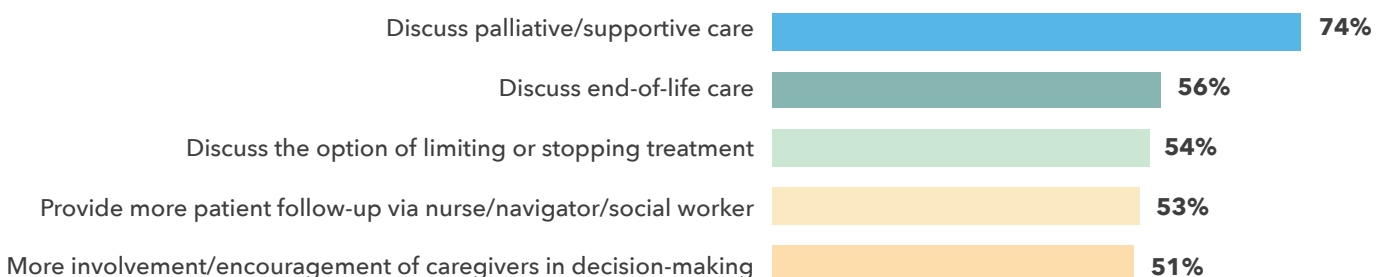 Discuss palliative/supportive care 74%
Discuss end-of-life care 56%
Discuss the option of limiting or stopping treatment 54%
Provide more patient follow-up via nurse/navigator/social worker 53%
More involvement/encouragement of caregivers in decision-making 51%